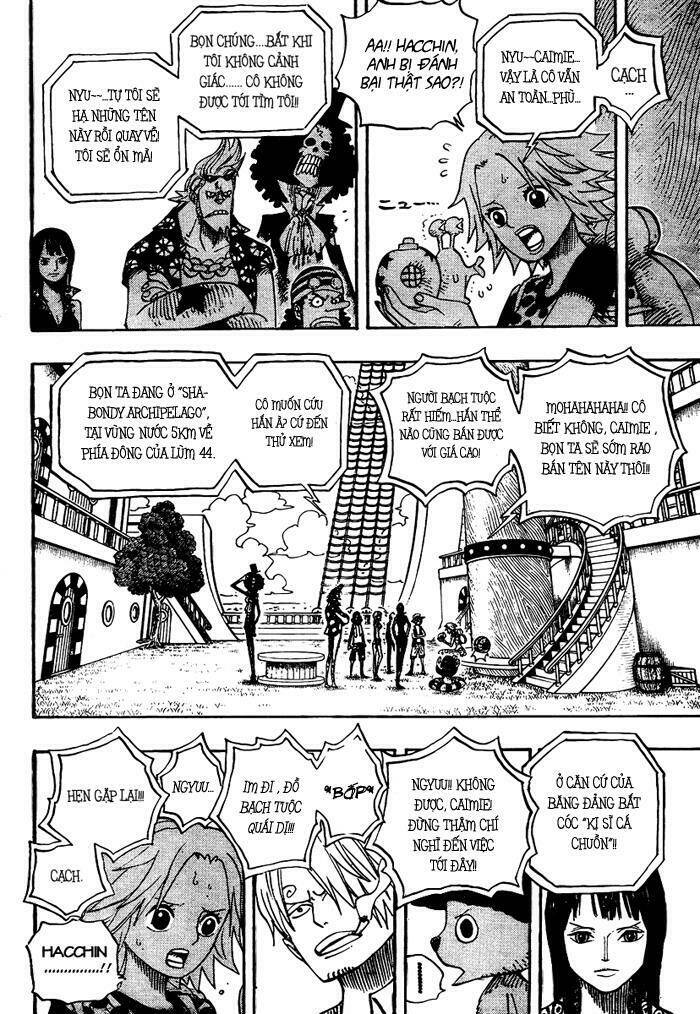 CẠCH
...
NYU~~CAIMIE...
VẬY LÀ CÔ VẪN
AN TOÀN...PHÙ...
AA!! HACCHIN,
ANH BỊ ĐÁNH
BẠI THẬT SAO?!
BỌN CHÚNG....BẮT KHI
TÔI KHÔNG CẢNH
GIÁC...... CÔ KHÔNG
ĐƯỢC TỚI TÌM TÔI!!
NYU~~...TỰ TÔI SẼ
HẠ NHỮNG TÊN
NÀY RỒI QUAY VỀ!
TÔI SẼ ỔN MÀ!
ニュー…
MOHAHAHAHA!! CÔ
BIẾT KHÔNG, CAIMIE ,
BỌN TA SẼ SỚM RAO
BÁN TÊN NÀY THÔI!!
NGƯỜI BẠCH TUỘC
RẤT HIẾM...HẮN THỂ
NÀO CŨNG BÁN ĐƯỢC
VỚI GIÁ CAO!
CÔ MUỐN CỨU
HẮN À? CỨ ĐẾN
THỬ XEM!
BỌN TA ĐANG Ở "SHA-
BONDY ARCHIPELAGO",
TẠI VŨNG NƯỚC 5KM VỀ
PHÍA ĐÔNG CỦA LÙM 44.
Ở CĂN CỨ CỦA
BĂNG ĐẢNG BẮT
CÓC "KỊ SĨ CÁ
CHUỒN"!!
NGYUU!! KHÔNG
ĐƯỢC, CAIMIE!
ĐỪNG THẬM CHÍ
NGHĨ ĐẾN VIỆC
TỚI ĐÂY!!
*BỐP*
IM ĐI , ĐỒ
BẠCH TUỘC
QUÁI DỊ!!!
NGYUU...
HẸN GẶP LẠI!!!
CẠCH.
HACCHIN
..............!!